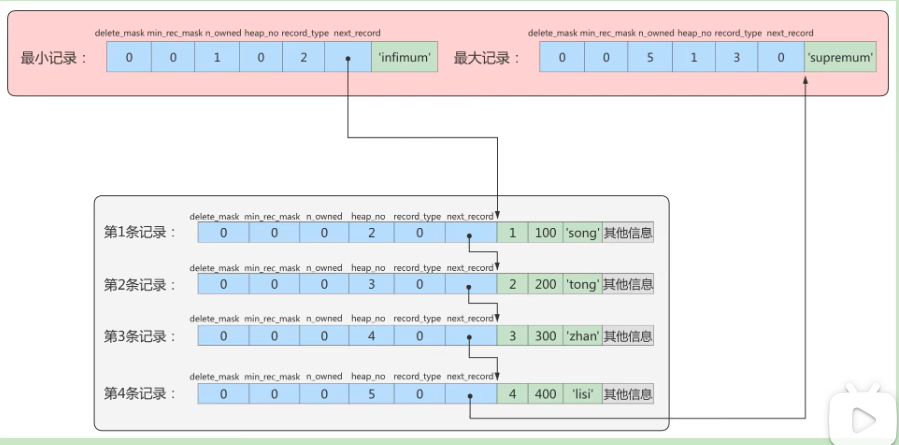 delete_mask min_rec_mask n_owned heap_no record_type next_record
最小记录： 0 0 1 0 2 'infimum'
delete_mask min_rec_mask n_owned heap_no record_type next_record
最大记录： 0 0 5 1 3 0 'supremum'
delete_mask min_rec_mask n_owned heap_no record_type next_record
第1条记录： 0 0 0 2 0 1 100 'song' 其他信息
delete_mask min_rec_mask n_owned heap_no record_type next_record
第2条记录： 0 0 0 3 0 2 200 'tong' 其他信息
delete_mask min_rec_mask n_owned heap_no record_type next_record
第3条记录： 0 0 0 4 0 3 300 'zhan' 其他信息
delete_mask min_rec_mask n_owned heap_no record_type next_record
第4条记录： 0 0 0 5 0 4 400 'lisi' 其他信息